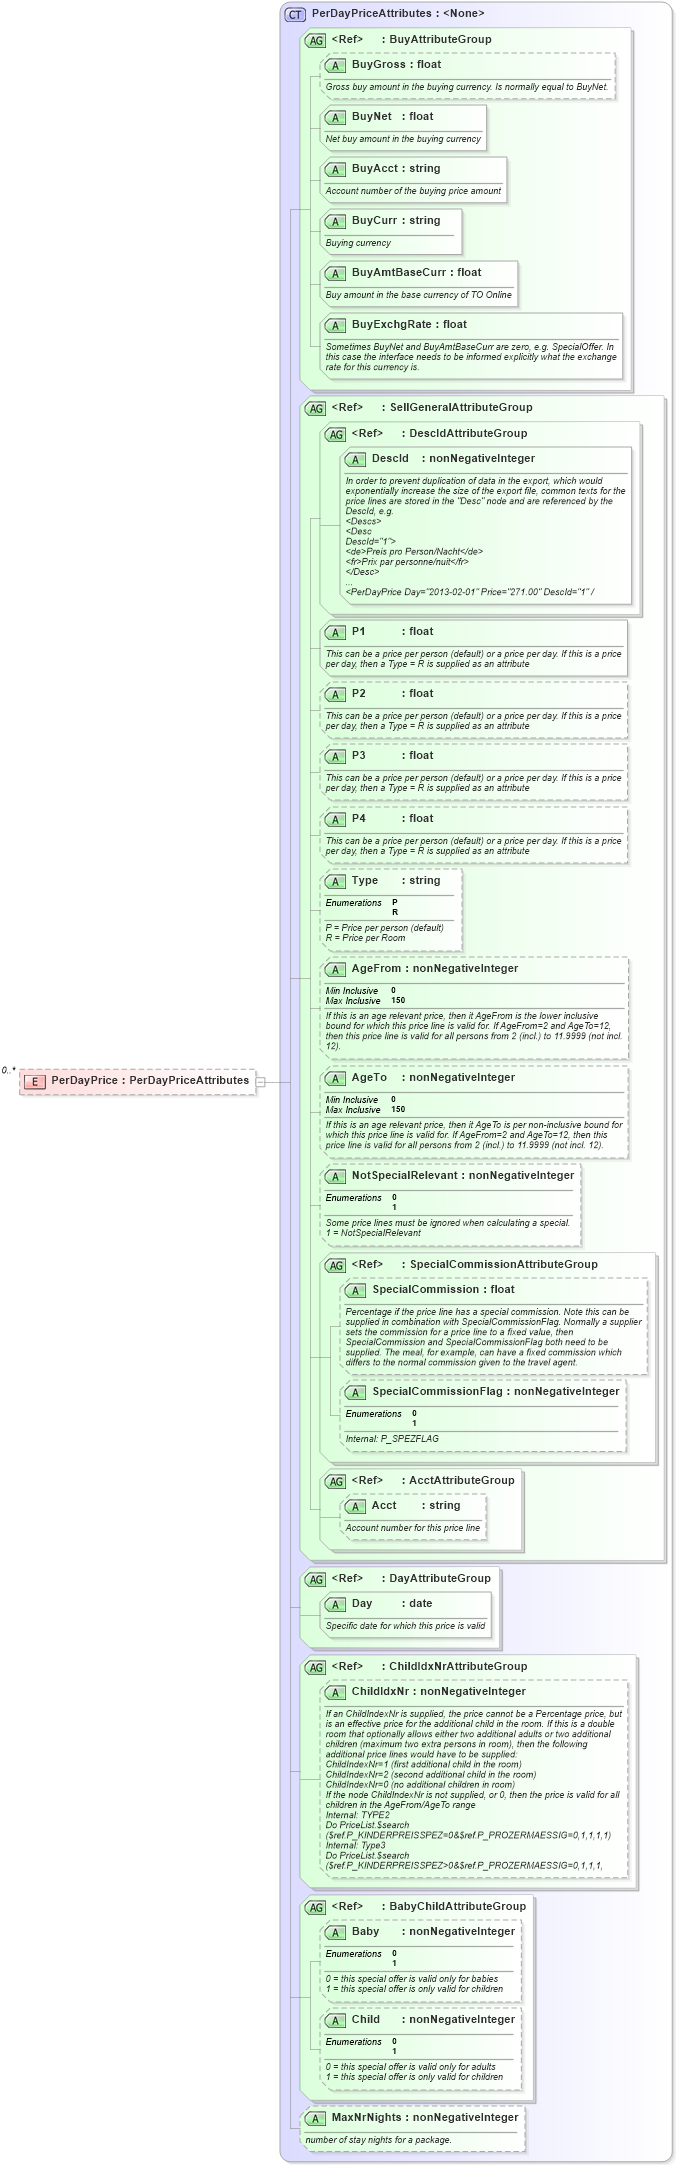 CT PerDayPriceAttributes : <None>
AG <Ref> : BuyAttributeGroup
A BuyGross : float
Gross buy amount in the buying currency. Is normally equal to BuyNet.
A BuyNet : float
Net buy amount in the buying currency
A BuyAcct : string
Account number of the buying price amount
A BuyCurr : string
Buying currency
A BuyAmtBaseCurr : float
Buy amount in the base currency of TO Online
A BuyExchgRate : float
Sometimes BuyNet and BuyAmtBaseCurr are zero, e.g. SpecialOffer. In
this case the interface needs to be informed explicitly what the exchange
rate for this currency is.
AG <Ref> : SellGeneralAttributeGroup
AG <Ref> : DescIdAttributeGroup
A DescId : nonNegativeInteger
In order to prevent duplication of data in the export, which would
exponentially increase the size of the export file, common texts for the
price lines are stored in the "Desc" node and are referenced by the
DescId, e.g.
<Descs>
<Desc
DescId="1">
<de>Preis pro Person/Nacht</de>
<fr>Prix par personne/nuit</fr>
</Desc>
...
<PerDayPrice Day="2013-02-01" Price="271.00" DescId="1" /
A P1 : float
This can be a price per person (default) or a price per day. If this is a price
per day, then a Type = R is supplied as an attribute
A P2 : float
This can be a price per person (default) or a price per day. If this is a price
per day, then a Type = R is supplied as an attribute
A P3 : float
This can be a price per person (default) or a price per day. If this is a price
per day, then a Type = R is supplied as an attribute
A P4 : float
This can be a price per person (default) or a price per day. If this is a price
per day, then a Type = R is supplied as an attribute
A Type : string
Enumerations P
R
P = Price per person (default)
R = Price per Room
A AgeFrom : nonNegativeInteger
Min Inclusive 0
Max Inclusive 150
If this is an age relevant price, then it AgeFrom is the lower inclusive
bound for which this price line is valid for. If AgeFrom=2 and AgeTo=12,
then this price line is valid for all persons from 2 (incl.) to 11.9999 (not incl.
12).
0..*
E PerDayPrice : PerDayPriceAttributes
A AgeTo : nonNegativeInteger
Min Inclusive 0
Max Inclusive 150
If this is an age relevant price, then it AgeTo is per non-inclusive bound for
which this price line is valid for. If AgeFrom=2 and AgeTo=12, then this
price line is valid for all persons from 2 (incl.) to 11.9999 (not incl. 12).
A NotSpecialRelevant : nonNegativeInteger
Enumerations 0
1
Some price lines must be ignored when calculating a special.
1 = NotSpecialRelevant
AG <Ref> : SpecialCommissionAttributeGroup
A SpecialCommission : float
Percentage if the price line has a special commission. Note this can be
supplied in combination with SpecialCommissionFlag. Normally a supplier
sets the commission for a price line to a fixed value, then
SpecialCommission and SpecialCommissionFlag both need to be
supplied. The meal, for example, can have a fixed commission which
differs to the normal commission given to the travel agent.
A SpecialCommissionFlag : nonNegativeInteger
Enumerations 0
1
Internal: P_SPEZFLAG
AG <Ref> : AcctAttributeGroup
A Acct : string
Account number for this price line
AG <Ref> : DayAttributeGroup
A Day : date
Specific date for which this price is valid
AG <Ref> : ChildIdxNrAttributeGroup
A ChildIdxNr : nonNegativeInteger
If an ChildIndexNr is supplied, the price cannot be a Percentage price, but
is an effective price for the additional child in the room. If this is a double
room that optionally allows either two additional adults or two additional
children (maximum two extra persons in room), then the following
additional price lines would have to be supplied:
ChildIndexNr=1 (first additional child in the room)
ChildIndexNr=2 (second additional child in the room)
ChildIndexNr=0 (no additional children in room)
If the node ChildIndexNr is not supplied, or 0, then the price is valid for all
children in the AgeFrom/AgeTo range
Internal: TYPE2
Do PriceList.$search
($ref.P_KINDERPREISSPEZ=0&$ref.P_PROZERMAESSIG=0,1,1,1,1)
Internal: Type3
Do PriceList.$search
($ref.P_KINDERPREISSPEZ>0&$ref.P_PROZERMAESSIG=0,1,1,1,
AG <Ref> : BabyChildAttributeGroup
A Baby : nonNegativeInteger
Enumerations 0
1
0 = this special offer is valid only for babies
1 = this special offer is only valid for children
A Child : nonNegativeInteger
Enumerations 0
1
0 = this special offer is valid only for adults
1 = this special offer is only valid for children
A MaxNrNights : nonNegativeInteger
number of stay nights for a package.